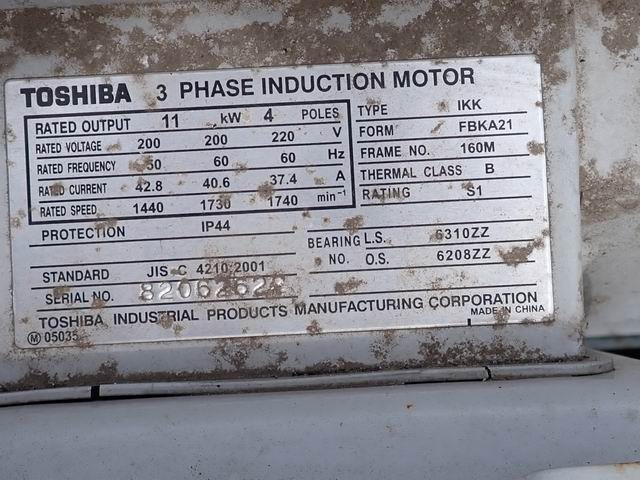 TOSHIBA 3 PHASE INDUCTION MOTOR
RATED OUTPUT 11 kW 4 POLES
RATED VOLTAGE 200 200 220 V
RATED FREQUENCY 50 60 60 Hz
RATED CURRENT 42.8 40.6 37.4 A
RATED SPEED 1440 1730 1740 min⁻¹
TYPE IKK
FORM FBKA21
FRAME NO. 160M
THERMAL CLASS B
RATING S1
PROTECTION IP44
BEARING L.S. 6310ZZ
NO. O.S. 6208ZZ
STANDARD JIS C 4210:2001
SERIAL NO.
TOSHIBA INDUSTRIAL PRODUCTS MANUFACTURING CORPORATION
MADE IN CHINA
Ⓜ 05035